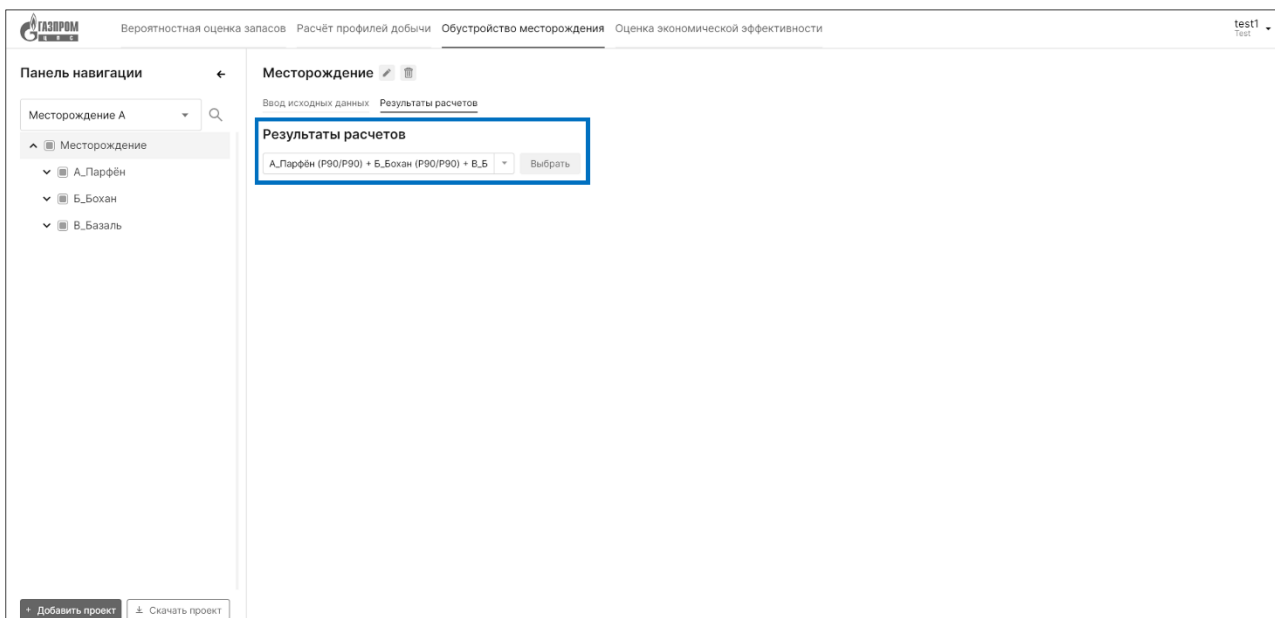 ГАЗПРОМ
ЦПС
Вероятностная оценка запасов Расчёт профилей добычи Обустройство месторождения Оценка экономической эффективности
test1
Test
Панель навигации
Месторождение
Ввод исходных данных Результаты расчетов
Месторождение А
Результаты расчетов
Месторождение
А_Парфён (P90/P90) + Б_Бохан (P90/P90) + В_Б Выбрать
А_Парфён
Б_Бохан
В_Базаль
+ Добавить проект Скачать проект